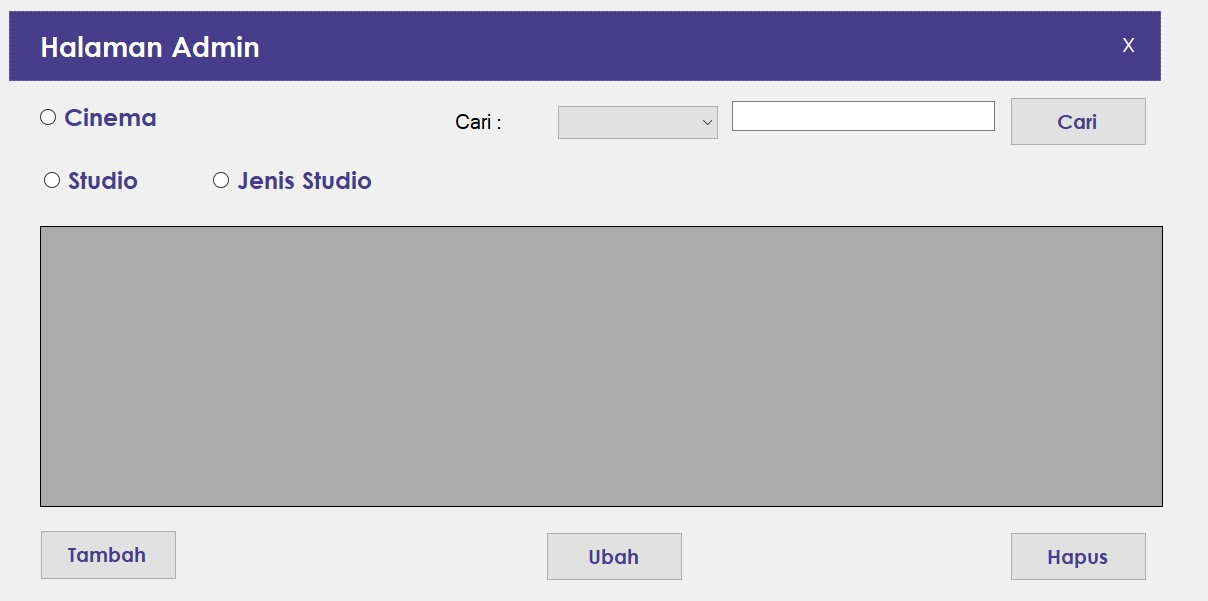 Halaman Admin
X
Cinema
Cari :
Cari
Studio
Jenis Studio
Tambah
Ubah
Hapus